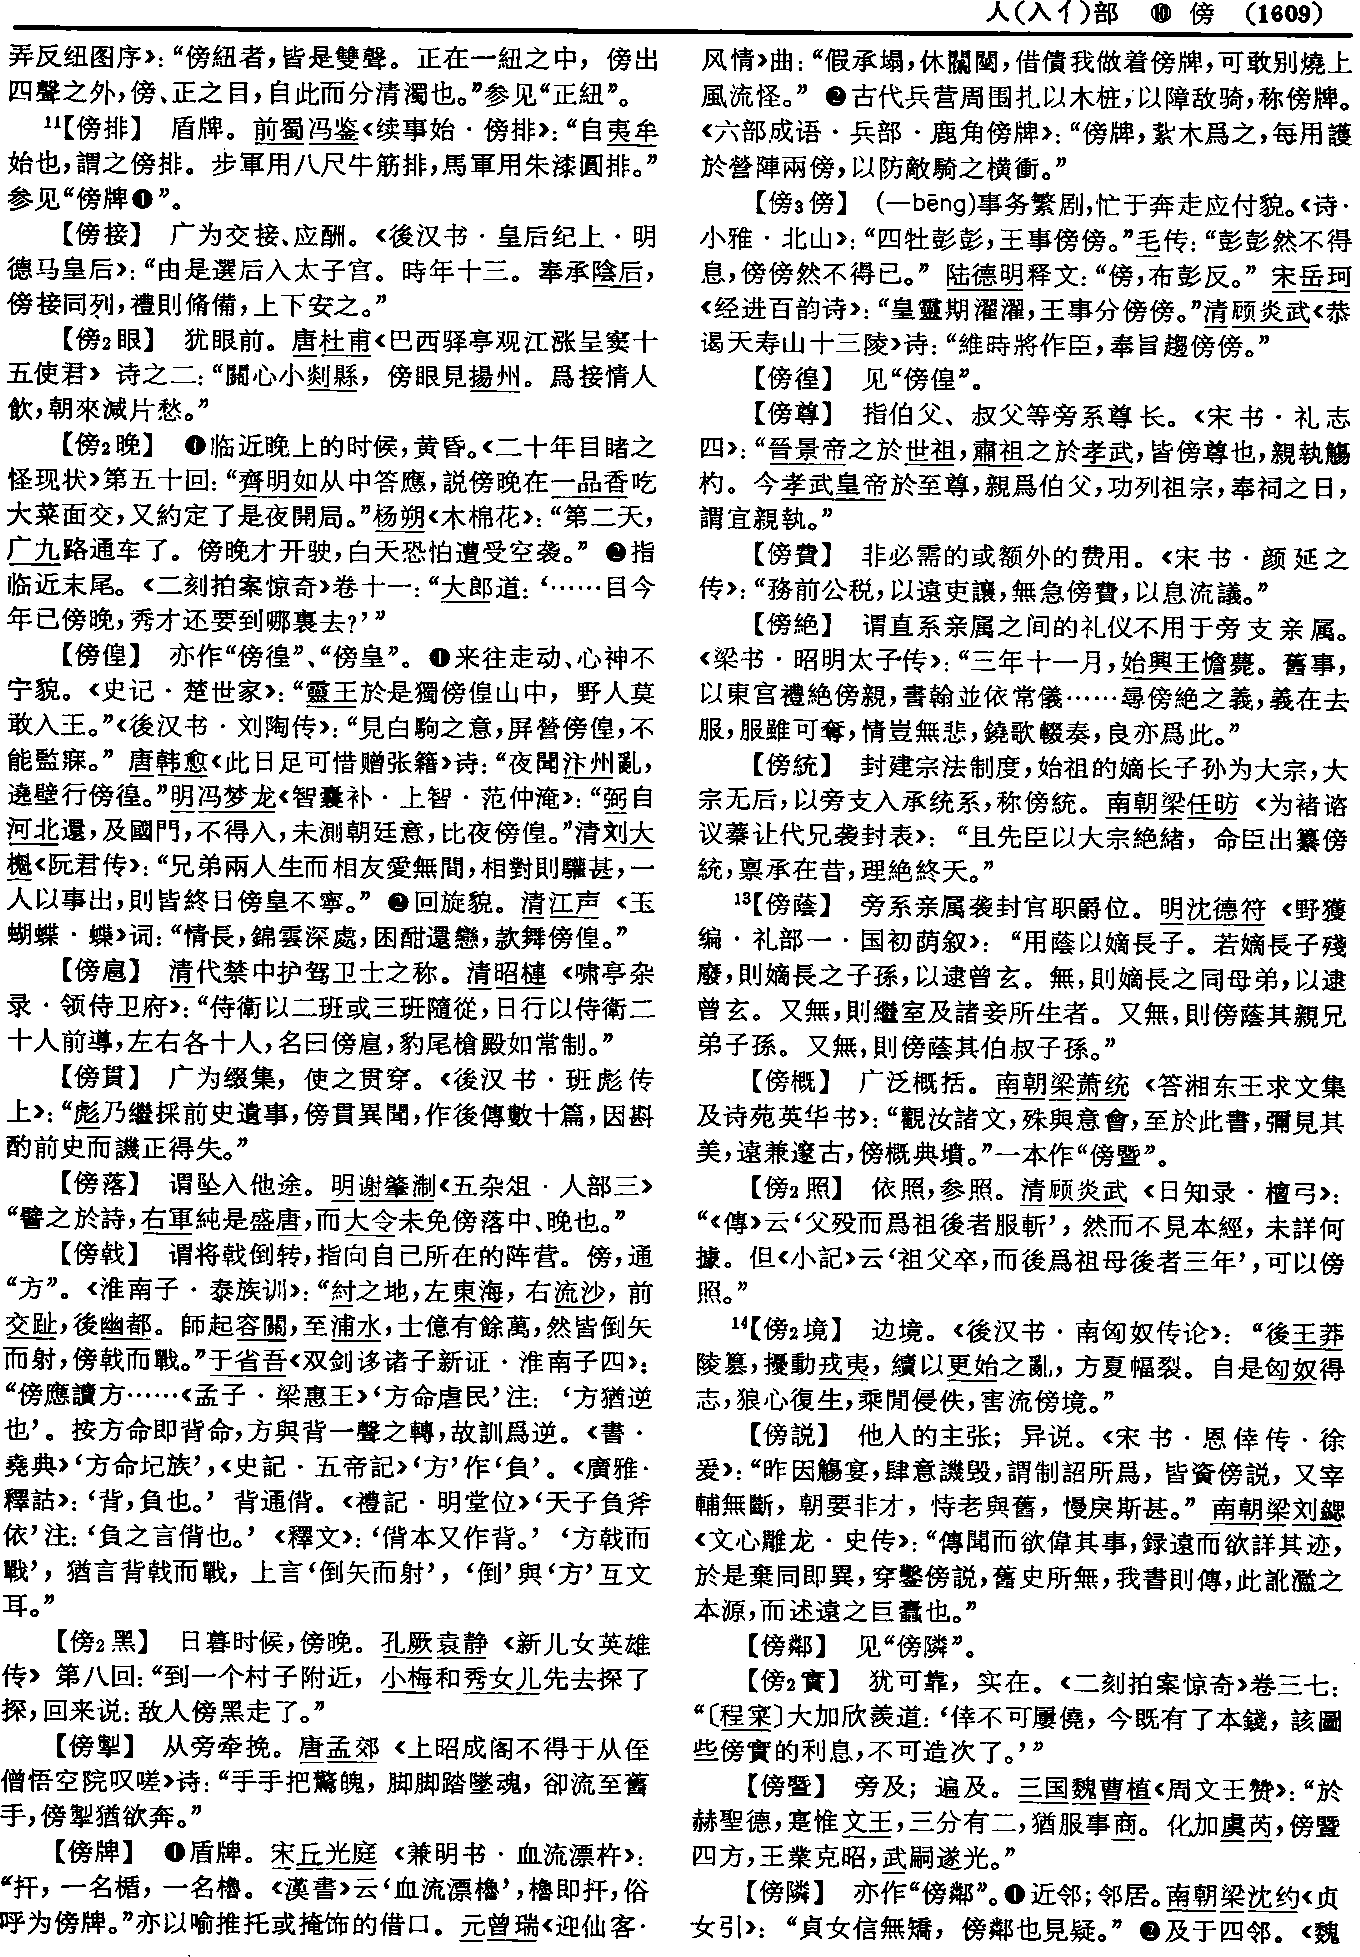 人(入亻)部　❿　傍　(1609)
弄反纽图序》：“傍紐者，皆是雙聲。正在一紐之中，傍出
四聲之外，傍、正之目，自此而分清濁也。”参见“正紐”。
¹¹【傍排】　盾牌。前蜀冯鉴《续事始·傍排》：“自夷牟
始也，謂之傍排。步軍用八尺牛筋排，馬軍用朱漆圓排。”
参见“傍牌❶”。
【傍接】　广为交接、应酬。《後汉书·皇后纪上·明
德马皇后》：“由是選后入太子宫。時年十三。奉承陰后，
傍接同列，禮則脩備，上下安之。”
【傍₂眼】　犹眼前。唐杜甫《巴西驿亭观江涨呈窦十
五使君》诗之二：“關心小剡縣，傍眼見揚州。爲接情人
飲，朝來減片愁。”
【傍₂晚】　❶临近晚上的时候，黄昏。《二十年目睹之
怪现状》第五十回：“齊明如从中答應，説傍晚在一品香吃
大菜面交，又約定了是夜開局。”杨朔《木棉花》：“第二天，
广九路通车了。傍晚才开驶，白天恐怕遭受空袭。”❷指
临近末尾。《二刻拍案惊奇》卷十一：“大郎道：‘……目今
年已傍晚，秀才还要到哪裏去？’”
【傍偟】　亦作“傍徨”、“傍皇”。❶来往走动、心神不
宁貌。《史记·楚世家》：“靈王於是獨傍偟山中，野人莫
敢入王。”《後汉书·刘陶传》：“見白駒之意，屏營傍偟，不
能監寐。”唐韩愈《此日足可惜赠张籍》诗：“夜聞汴州亂，
遶壁行傍徨。”明冯梦龙《智囊补·上智·范仲淹》：“弼自
河北還，及國門，不得入，未測朝廷意，比夜傍偟。”清刘大
櫆《阮君传》：“兄弟兩人生而相友愛無間，相對則驩甚，一
人以事出，則皆終日傍皇不寧。”❷回旋貌。清江声《玉
蝴蝶·蝶》词：“情長，錦雲深處，困酣還戀，款舞傍偟。”
【傍扈】　清代禁中护驾卫士之称。清昭槤《啸亭杂
录·领侍卫府》：“侍衛以二班或三班隨從，日行以侍衛二
十人前導，左右各十人，名曰傍扈，豹尾槍殿如常制。”
【傍貫】　广为缀集，使之贯穿。《後汉书·班彪传
上》：“彪乃繼採前史遺事，傍貫異聞，作後傳數十篇，因斟
酌前史而譏正得失。”
【傍落】　谓坠入他途。明谢肇淛《五杂俎·人部三》
“譬之於詩，右軍純是盛唐，而大令未免傍落中、晚也。”
【傍戟】　谓将戟倒转，指向自己所在的阵营。傍，通
“方”。《淮南子·泰族训》：“紂之地，左東海，右流沙，前
交趾，後幽都。師起容關，至浦水，士億有餘萬，然皆倒矢
而射，傍戟而戰。”于省吾《双剑誃诸子新证·淮南子四》：
“傍應讀方……《孟子·梁惠王》‘方命虐民’注：‘方猶逆
也’。按方命即背命，方與背一聲之轉，故訓爲逆。《書·
堯典》‘方命圮族’，《史記·五帝記》‘方’作‘負’。《廣雅·
釋詁》：‘背，負也。’背通偝。《禮記·明堂位》‘天子負斧
依’注：‘負之言偝也。’《釋文》：‘偝本又作背。’‘方戟而
戰’，猶言背戟而戰，上言‘倒矢而射’，‘倒’與‘方’互文
耳。”
【傍₂黑】　日暮时候，傍晚。孔厥袁静《新儿女英雄
传》第八回：“到一个村子附近，小梅和秀女儿先去探了
探，回来说：敌人傍黑走了。”
【傍掣】　从旁牵挽。唐孟郊《上昭成阁不得于从侄
僧悟空院叹嗟》诗：“手手把驚魄，脚脚踏墜魂，卻流至舊
手，傍掣猶欲奔。”
【傍牌】　❶盾牌。宋丘光庭《兼明书·血流漂杵》：
“扞，一名楯，一名櫓。《漢書》云‘血流漂櫓’，櫓即扞，俗
呼为傍牌。”亦以喻推托或掩饰的借口。元曾瑞《迎仙客·
风情》曲：“假承塌，休闢闥，借債我做着傍牌，可敢别燒上
風流怪。”❷古代兵营周围扎以木桩，以障敌骑，称傍牌。
《六部成语·兵部·鹿角傍牌》：“傍牌，紮木爲之，每用護
於營陣兩傍，以防敵騎之横衝。”
【傍₃傍】　（—bēng)事务繁剧，忙于奔走应付貌。《诗·
小雅·北山》：“四牡彭彭，王事傍傍。”毛传：“彭彭然不得
息，傍傍然不得已。”陆德明释文：“傍，布彭反。”宋岳珂
《经进百韵诗》：“皇靈期濯濯，王事分傍傍。”清顾炎武《恭
谒天寿山十三陵》诗：“維時將作臣，奉旨趨傍傍。”
【傍徨】　见“傍偟”。
【傍尊】　指伯父、叔父等旁系尊长。《宋书·礼志
四》：“晉景帝之於世祖，肅祖之於孝武，皆傍尊也，親執觴
杓。今孝武皇帝於至尊，親爲伯父，功列祖宗，奉祠之日，
謂宜親執。”
【傍費】　非必需的或额外的费用。《宋书·颜延之
传》：“務前公税，以遠吏讓，無急傍費，以息流議。”
【傍絶】　谓直系亲属之间的礼仪不用于旁支亲属。
《梁书·昭明太子传》：“三年十一月，始興王憺薨。舊事，
以東宫禮絶傍親，書翰並依常儀……尋傍絶之義，義在去
服，服雖可奪，情豈無悲，鐃歌輟奏，良亦爲此。”
【傍統】　封建宗法制度，始祖的嫡长子孙为大宗，大
宗无后，以旁支入承统系，称傍統。南朝梁任昉《为褚谘
议蓁让代兄袭封表》：“且先臣以大宗絶緒，命臣出纂傍
統，禀承在昔，理絶終天。”
¹³【傍蔭】　旁系亲属袭封官职爵位。明沈德符《野獲
编·礼部一·国初荫叙》：“用蔭以嫡長子。若嫡長子殘
廢，則嫡長之子孫，以逮曾玄。無，則嫡長之同母弟，以逮
曾玄。又無，則繼室及諸妾所生者。又無，則傍蔭其親兄
弟子孫。又無，則傍蔭其伯叔子孫。”
【傍概】　广泛概括。南朝梁萧统《答湘东王求文集
及诗苑英华书》：“觀汝諸文，殊與意會，至於此書，彌見其
美，遠兼邃古，傍概典墳。”一本作“傍暨”。
【傍₂照】　依照，参照。清顾炎武《日知录·檀弓》：
“《傳》云‘父殁而爲祖後者服斬’，然而不見本經，未詳何
據。但《小記》云‘祖父卒，而後爲祖母後者三年’，可以傍
照。”
¹⁴【傍₂境】　边境。《後汉书·南匈奴传论》：“後王莽
陵篡，擾動戎夷，續以更始之亂，方夏幅裂。自是匈奴得
志，狼心復生，乘閒侵佚，害流傍境。”
【傍説】　他人的主张；异说。《宋书·恩倖传·徐
爰》：“昨因觴宴，肆意譏毁，謂制詔所爲，皆資傍説，又宰
輔無斷，朝要非才，恃老與舊，慢戾斯甚。”南朝梁刘勰
《文心雕龙·史传》：“傳聞而欲偉其事，録遠而欲詳其迹，
於是棄同即異，穿鑿傍説，舊史所無，我書則傳，此訛濫之
本源，而述遠之巨蠹也。”
【傍鄰】　见“傍隣”。
【傍₂實】　犹可靠，实在。《二刻拍案惊奇》卷三七：
“〔程宰〕大加欣羡道：‘倖不可屢僥，今既有了本錢，該圖
些傍實的利息，不可造次了。’”
【傍暨】　旁及；遍及。三国魏曹植《周文王赞》：“於
赫聖德，寔惟文王，三分有二，猶服事商。化加虞芮，傍暨
四方，王業克昭，武嗣遂光。”
【傍隣】　亦作“傍鄰”。❶近邻；邻居。南朝梁沈约《贞
女引》：“貞女信無矯，傍鄰也見疑。”❷及于四邻。《魏